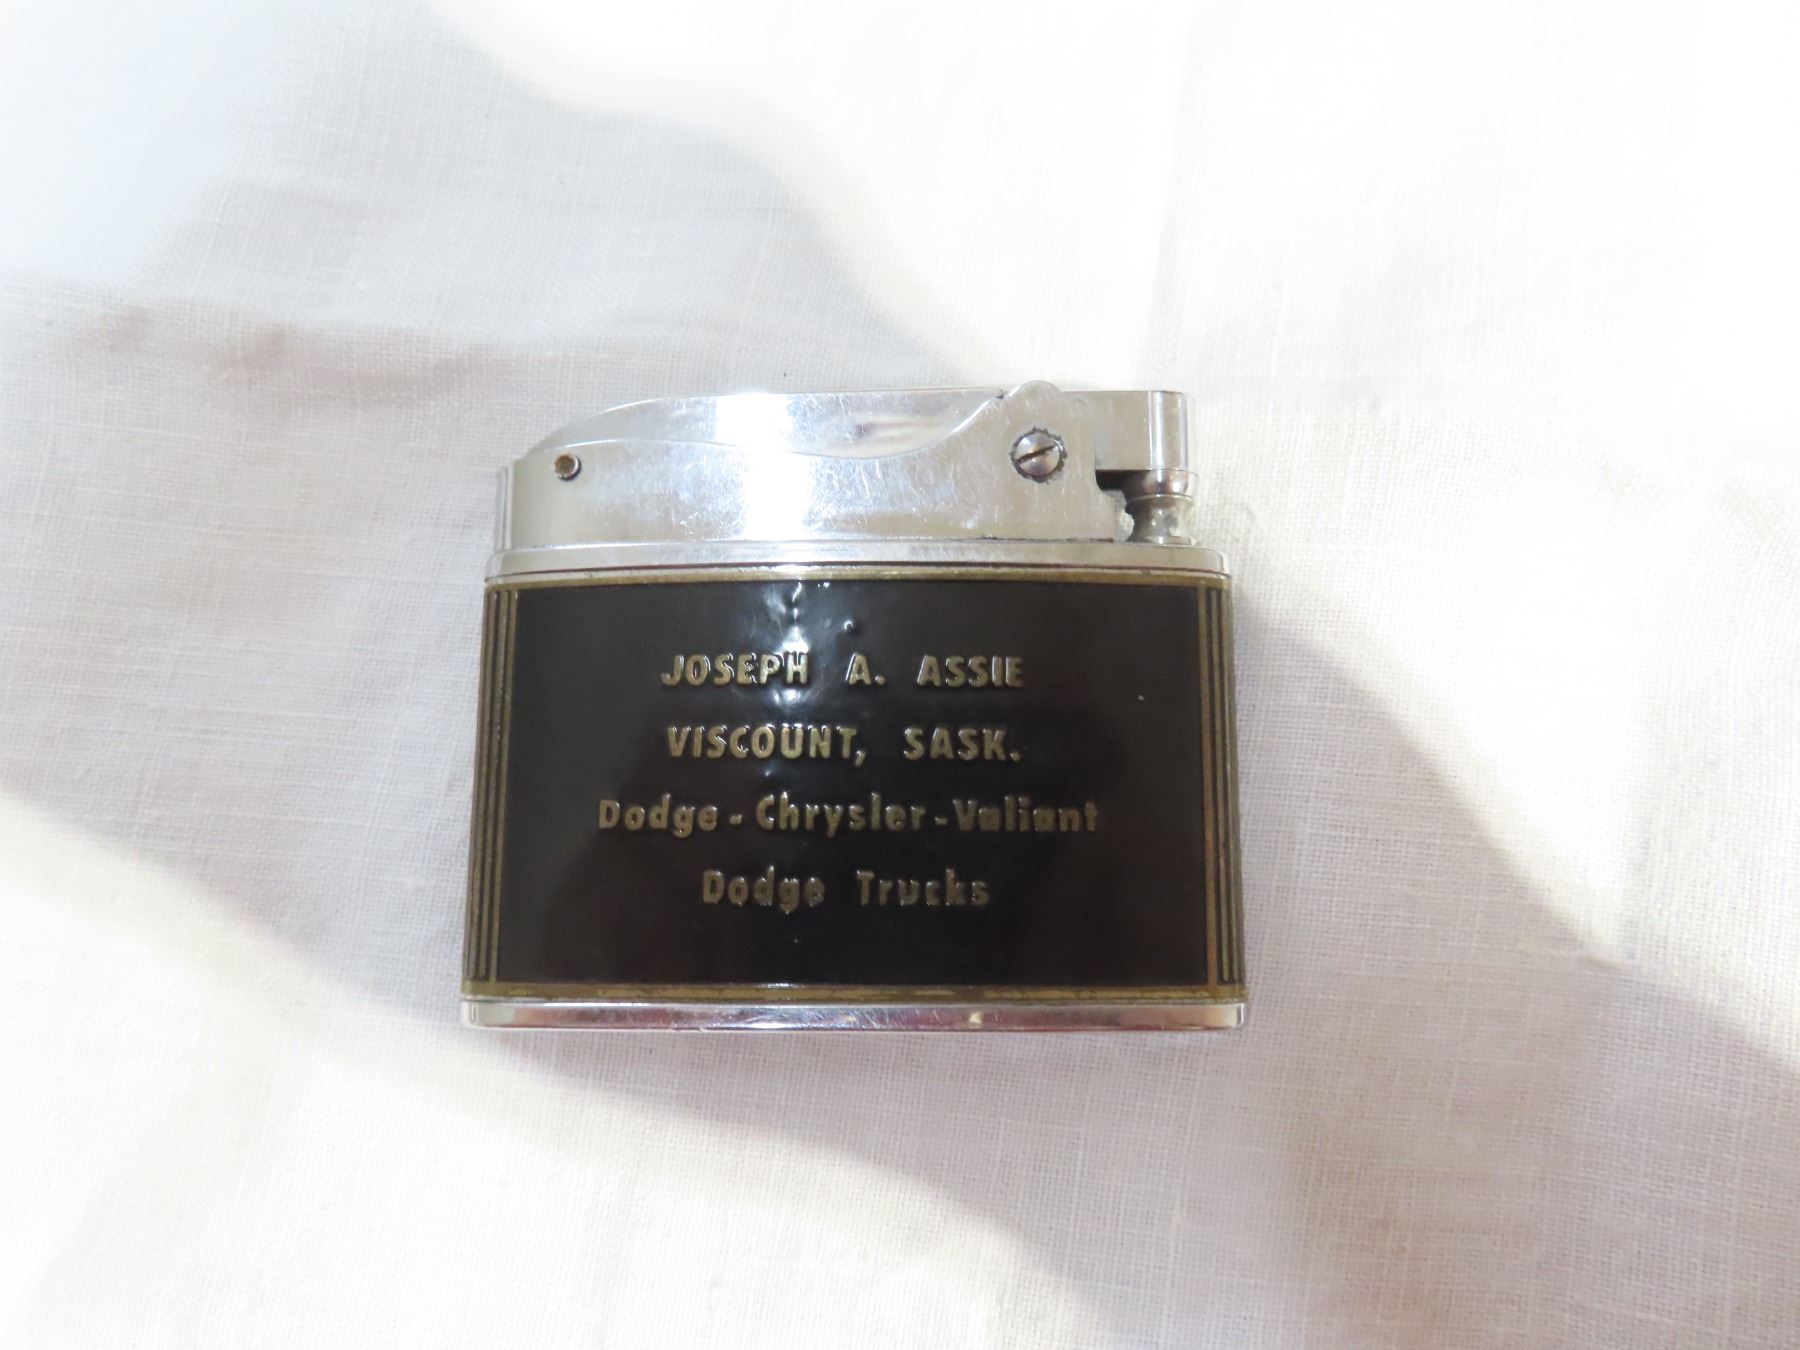 JOSEPH A. ASSIE
VISCOUNT, SASK.
Dodge - Chrysler - Valiant
Dodge Trucks